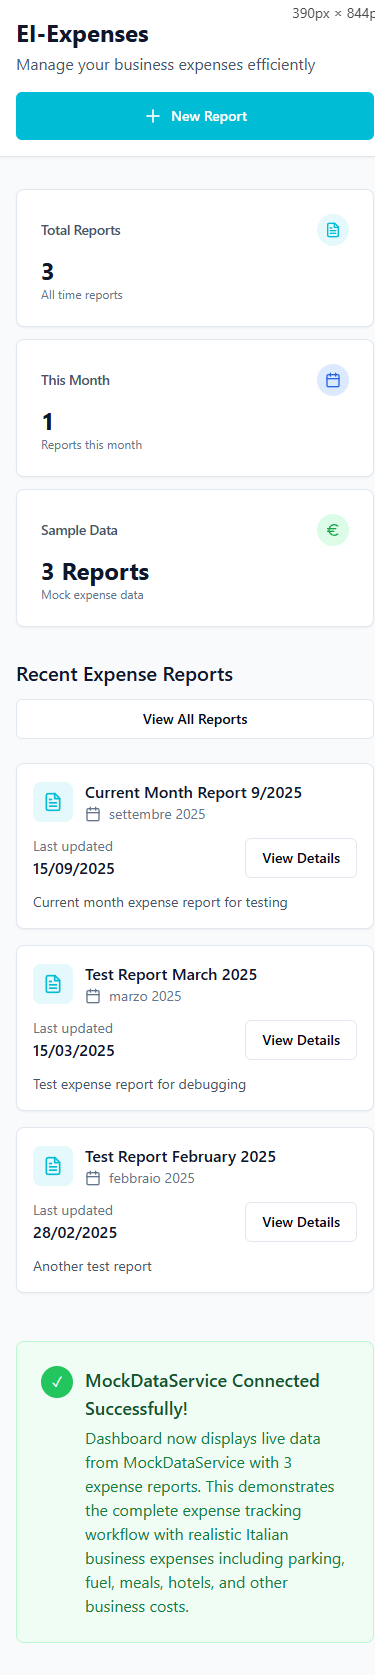 390px × 844p
EI-Expenses
Manage your business expenses efficiently
New Report
Total Reports
3
All time reports
This Month
1
Reports this month
Sample Data
€
3 Reports
Mock expense data
Recent Expense Reports
View All Reports
Current Month Report 9/2025
settembre 2025
Last updated
15/09/2025
View Details
Current month expense report for testing
Test Report March 2025
marzo 2025
Last updated
15/03/2025
View Details
Test expense report for debugging
Test Report February 2025
febbraio 2025
Last updated
28/02/2025
View Details
Another test report
✓
MockDataService Connected
Successfully!
Dashboard now displays live data
from MockDataService with 3
expense reports. This demonstrates
the complete expense tracking
workflow with realistic Italian
business expenses including parking,
fuel, meals, hotels, and other
business costs.